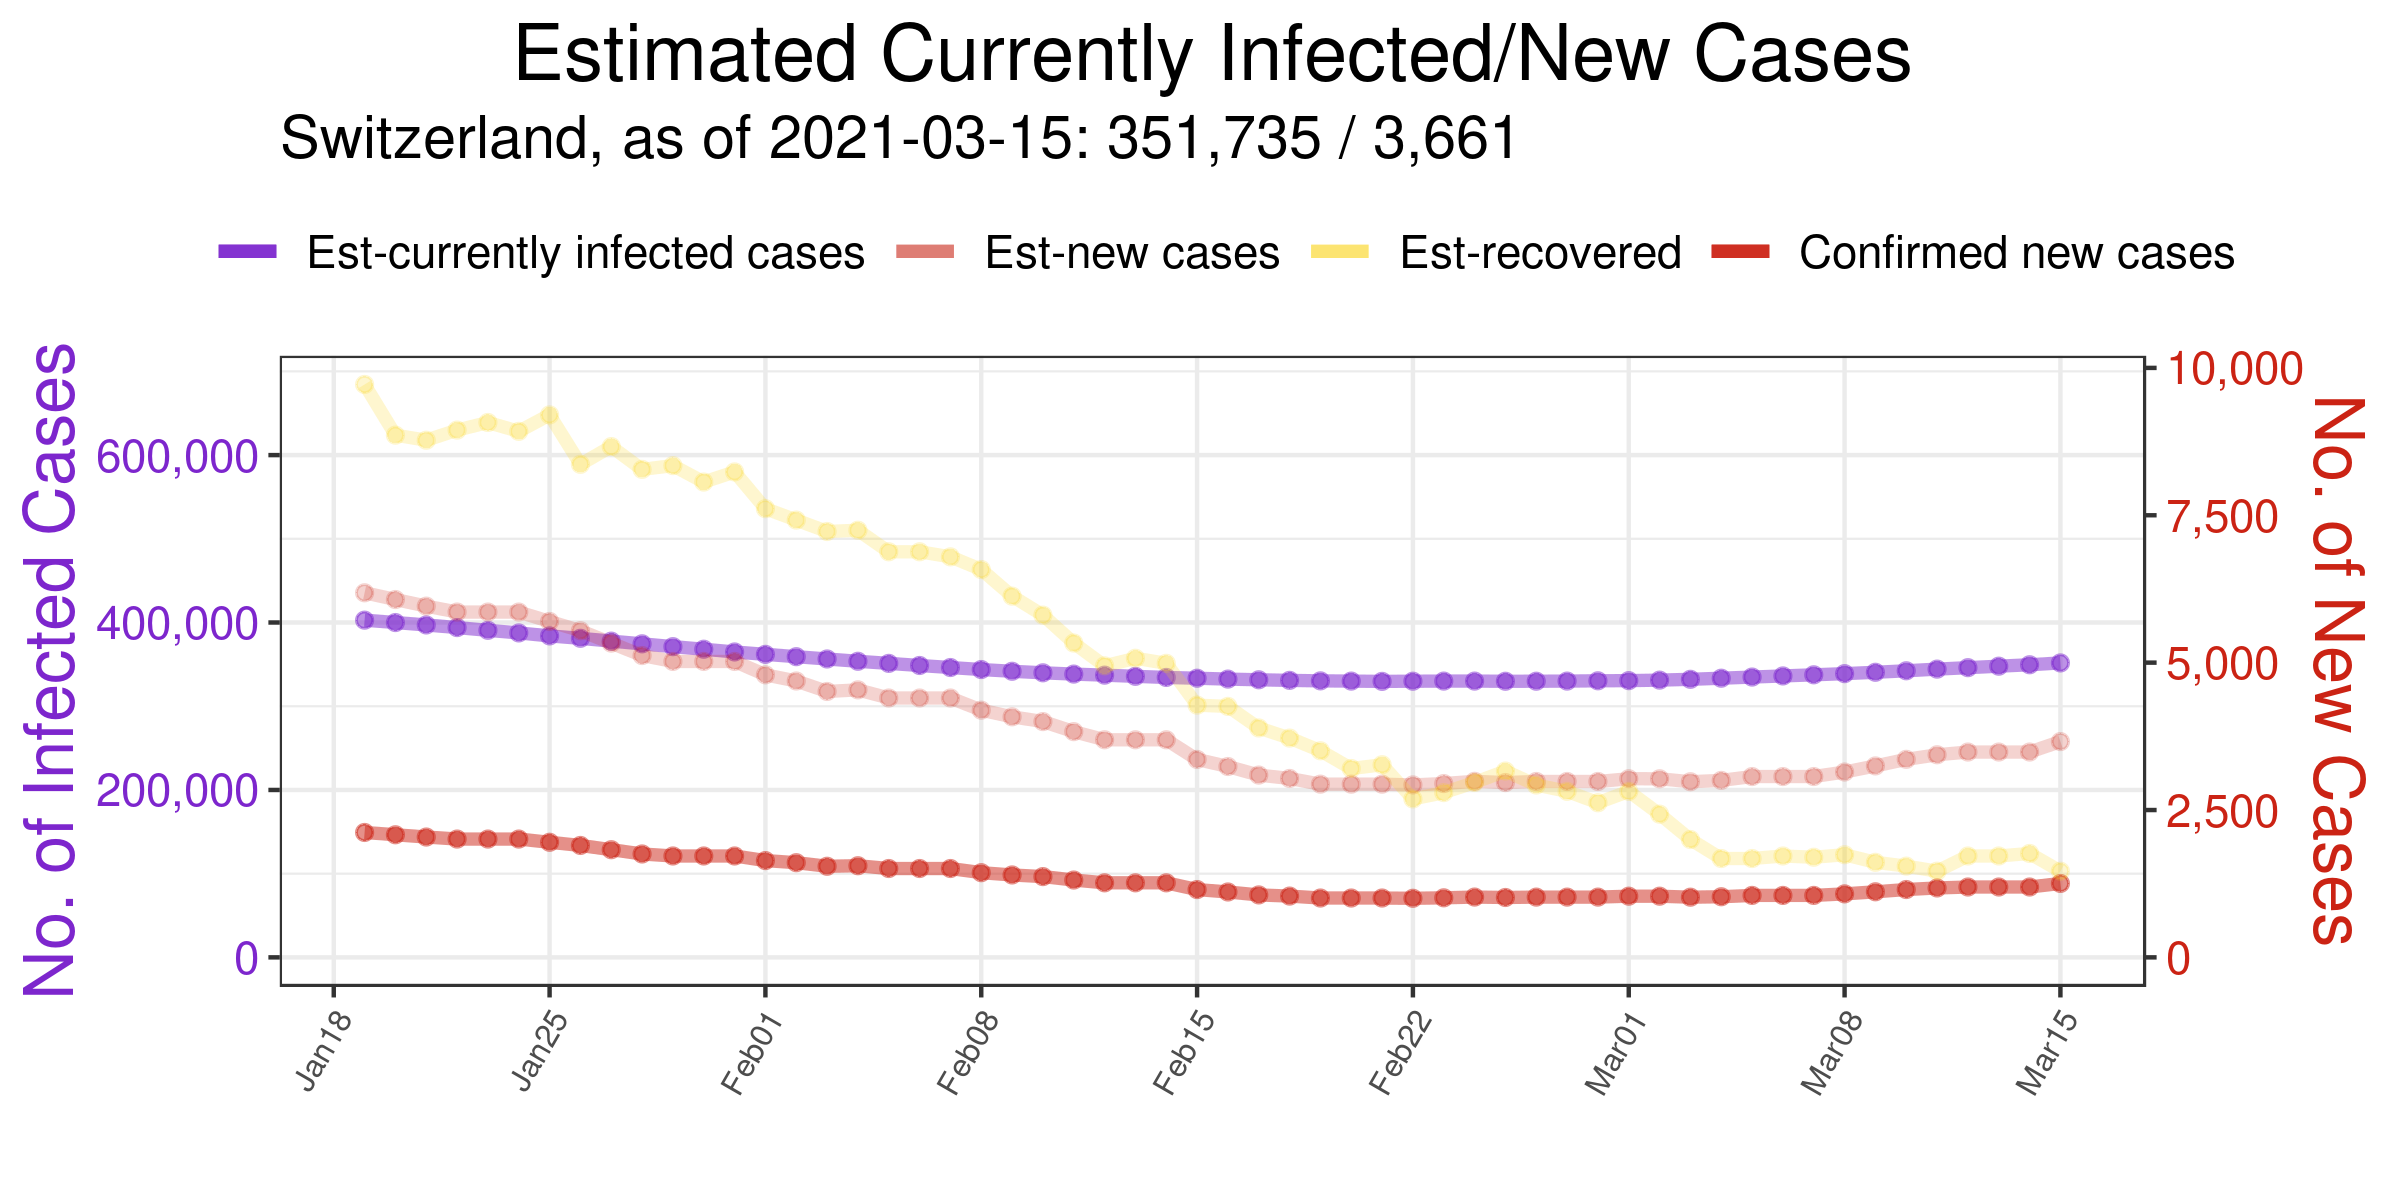 Estimated Currently Infected/New Cases
Switzerland, as of 2021-03-15: 351,735 / 3,661
Est-currently infected cases Est-new cases Est-recovered Confirmed new cases
No. of Infected Cases
600,000
400,000
200,000
0
10,000
7,500
5,000
2,500
0
No. of New Cases
Jan18 Jan25 Feb01 Feb08 Feb15 Feb22 Mar01 Mar08 Mar15